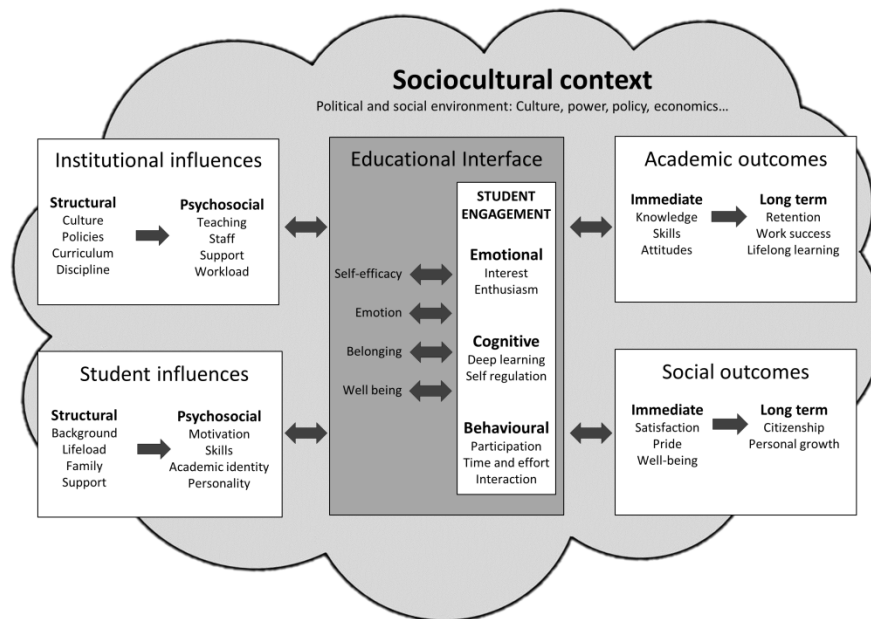 Sociocultural context
Political and social environment: Culture, power, policy, economics...
Institutional influences
Structural
Culture
Policies
Curriculum
Discipline
Psychosocial
Teaching
Staff
Support
Workload
Student influences
Structural
Background
Lifeload
Family
Support
Psychosocial
Motivation
Skills
Academic identity
Personality
Educational Interface
Self-efficacy
Emotion
Belonging
Well being
STUDENT
ENGAGEMENT
Emotional
Interest
Enthusiasm
Cognitive
Deep learning
Self regulation
Behavioural
Participation
Time and effort
Interaction
Academic outcomes
Immediate
Knowledge
Skills
Attitudes
Long term
Retention
Work success
Lifelong learning
Social outcomes
Immediate
Satisfaction
Pride
Well-being
Long term
Citizenship
Personal growth